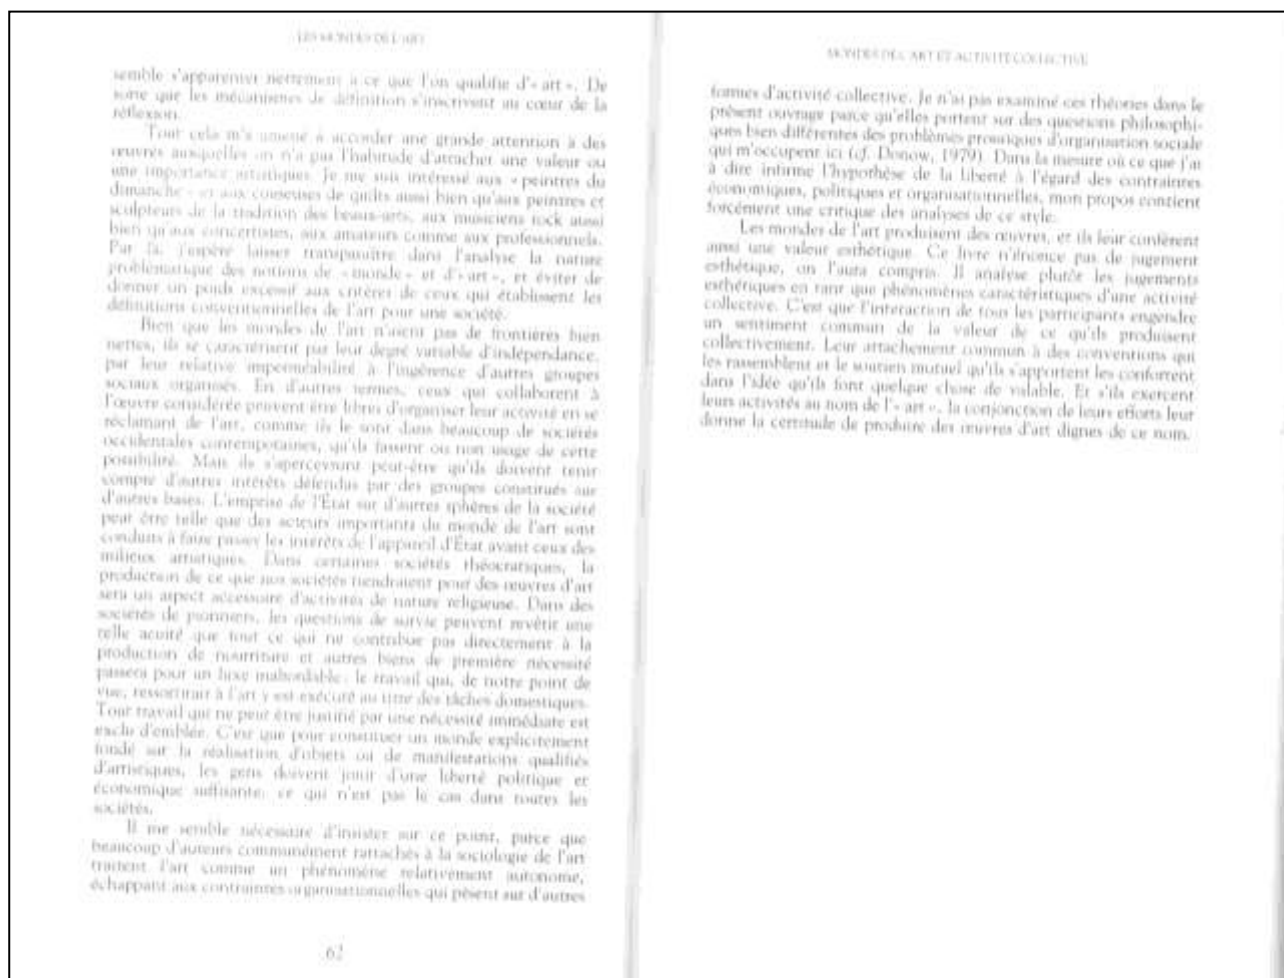 LES MONDES DE L'ART
semble s'apparenter nettement à ce que l'on qualifie d'« art ». De
sorte que les mécanismes de définition s'inscrivent au cœur de la
réflexion.
Tout cela m'a amené à accorder une grande attention à des
œuvres auxquelles on n'a pas l'habitude d'attacher une valeur ou
une importance artistiques. Je me suis intéressé aux « peintres du
dimanche » et aux couseuses de quilts aussi bien qu'aux peintres et
sculpteurs de la tradition des beaux-arts, aux musiciens rock aussi
bien qu'aux concertistes, aux amateurs comme aux professionnels.
Par là, j'espère laisser transparaître dans l'analyse la nature
problématique des notions de « monde » et d'« art », et éviter de
donner un poids excessif aux critères de ceux qui établissent les
définitions conventionnelles de l'art pour une société.
Bien que les mondes de l'art n'aient pas de frontières bien
nettes, ils se caractérisent par leur degré variable d'indépendance,
par leur relative imperméabilité à l'ingérence d'autres groupes
sociaux organisés. En d'autres termes, ceux qui collaborent à
l'œuvre considérée peuvent être libres d'organiser leur activité en se
réclamant de l'art, comme ils le sont dans beaucoup de sociétés
occidentales contemporaines, qu'ils fassent ou non usage de cette
possibilité. Mais ils s'apercevront peut-être qu'ils doivent tenir
compte d'autres intérêts défendus par des groupes constitués sur
d'autres bases. L'emprise de l'État sur d'autres sphères de la société
peut être telle que des acteurs importants du monde de l'art sont
conduits à faire passer les intérêts de l'appareil d'État avant ceux des
milieux artistiques. Dans certaines sociétés théocratiques, la
production de ce que nos sociétés tiendraient pour des œuvres d'art
sera un aspect accessoire d'activités de nature religieuse. Dans des
sociétés de pionniers, les questions de survie peuvent revêtir une
telle acuité que tout ce qui ne contribue pas directement à la
production de nourriture et autres biens de première nécessité
passera pour un luxe inabordable : le travail qui, de notre point de
vue, ressortirait à l'art y est exécuté au titre des tâches domestiques.
Tout travail qui ne peut être justifié par une nécessité immédiate est
exclu d'emblée. C'est que pour constituer un monde explicitement
fondé sur la réalisation d'objets ou de manifestations qualifiés
d'artistiques, les gens doivent jouir d'une liberté politique et
économique suffisante, ce qui n'est pas le cas dans toutes les
sociétés.
Il me semble nécessaire d'insister sur ce point, parce que
beaucoup d'auteurs communément rattachés à la sociologie de l'art
traitent l'art comme un phénomène relativement autonome,
échappant aux contraintes organisationnelles qui pèsent sur d'autres
62
MONDES DE L'ART ET ACTIVITÉ COLLECTIVE
formes d'activité collective. Je n'ai pas examiné ces théories dans le
présent ouvrage parce qu'elles portent sur des questions philosophi-
ques bien différentes des problèmes prosaïques d'organisation sociale
qui m'occupent ici (cf. Donow, 1979). Dans la mesure où ce que j'ai
à dire infirme l'hypothèse de la liberté à l'égard des contraintes
économiques, politiques et organisationnelles, mon propos contient
forcément une critique des analyses de ce style.
Les mondes de l'art produisent des œuvres, et ils leur confèrent
aussi une valeur esthétique. Ce livre n'énonce pas de jugement
esthétique, on l'aura compris. Il analyse plutôt les jugements
esthétiques en tant que phénomènes caractéristiques d'une activité
collective. C'est que l'interaction de tous les participants engendre
un sentiment commun de la valeur de ce qu'ils produisent
collectivement. Leur attachement commun à des conventions qui
les rassemblent et le soutien mutuel qu'ils s'apportent les confortent
dans l'idée qu'ils font quelque chose de valable. Et s'ils exercent
leurs activités au nom de l'« art », la conjonction de leurs efforts leur
donne la certitude de produire des œuvres d'art dignes de ce nom.